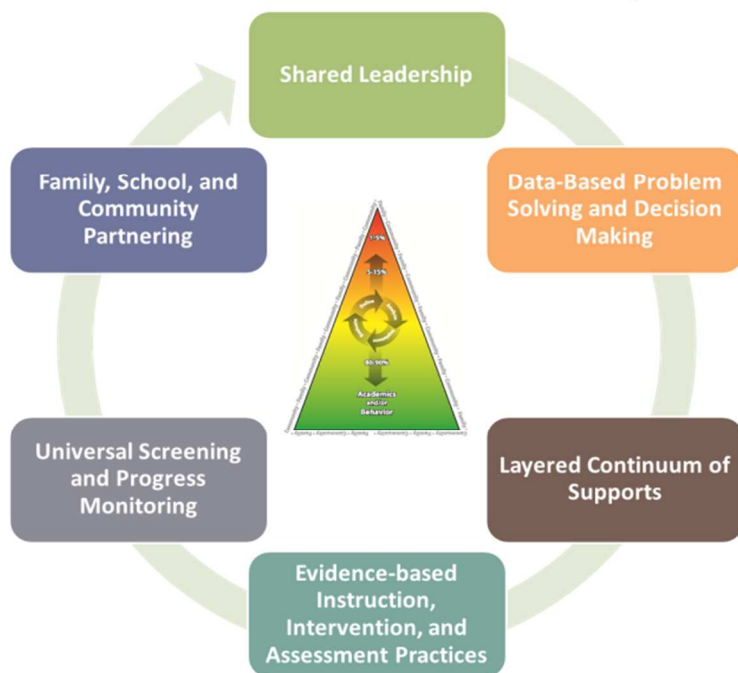 Shared Leadership
Data-Based Problem
Solving and Decision
Making
Layered Continuum of
Supports
Evidence-based
Instruction,
Intervention, and
Assessment Practices
Universal Screening
and Progress
Monitoring
Family, School, and
Community
Partnering
1-5%
5-15%
80-90%
Academics
and/or
Behavior